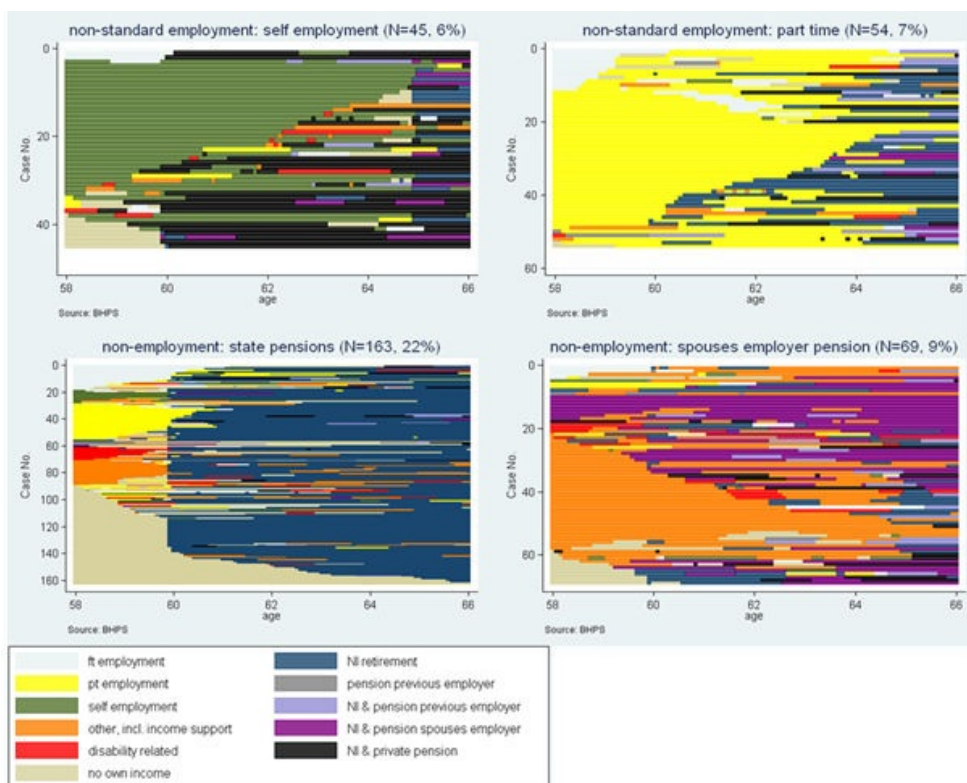 non-standard employment: self employment (N=45, 6%)
0
20
40
Case No.
58 60 62 64 66
age
Source: BHPS
non-standard employment: part time (N=54, 7%)
0
20
40
60
Case No.
58 60 62 64 66
age
Source: BHPS
non-employment: state pensions (N=163, 22%)
0
20
40
60
80
100
120
140
160
Case No.
58 60 62 64 66
age
Source: BHPS
non-employment: spouses employer pension (N=69, 9%)
0
20
40
60
Case No.
58 60 62 64 66
age
Source: BHPS
ft employment
pt employment
self employment
other, incl. income support
disability related
no own income
NI retirement
pension previous employer
NI & pension previous employer
NI & pension spouses employer
NI & private pension